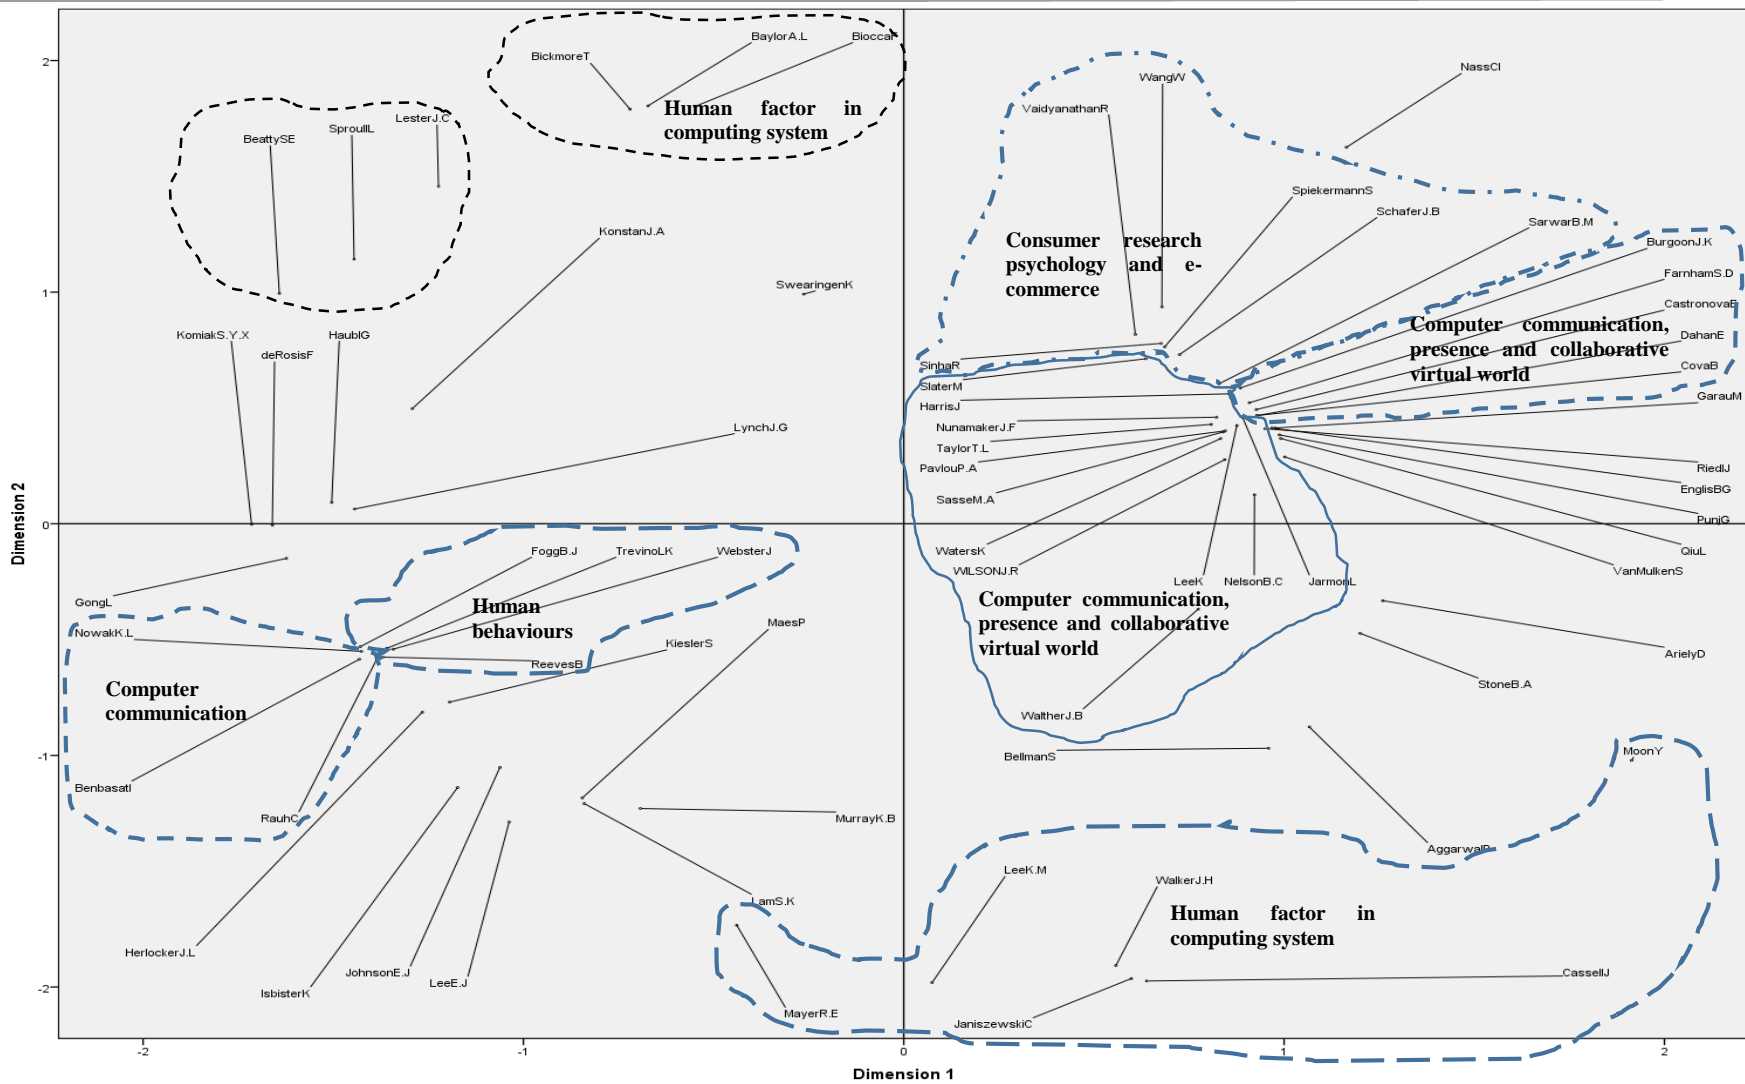 BaylorA.L
BioccaF
BickmoreT
2
NassCl
WangW
Human factor in
computing system
VaidyanathanR
LesterJ.C
SproullL
BeattySE
SpiekermannS
SchaferJ.B
SarwarB.M
KonstanJ.A
Consumer research
psychology and e-
commerce
BurgoonJ.K
FarnhamS.D
SwearingenK
1
CastronovaE
Computer communication,
presence and collaborative
virtual world
KomiakS.Y.X
HaublG
DahanE
deRosisF
SinhaR
CovaB
SlaterM
GarauM
HarrisJ
NunamakerJ.F
LynchJ.G
TaylorT.L
PavlouP.A
RiedlJ
EnglisBG
SasseM.A
Dimension 2
0
PunjG
FoggB.J
TrevinoLK
WebsterJ
WatersK
QiuL
WILSONJ.R
VanMulkenS
LeeK
NelsonB.C
JarmonL
GongL
Human
behaviours
Computer communication,
presence and collaborative
virtual world
NowakK.L
MaesP
KieslerS
ArielyD
ReevesB
StoneB.A
Computer
communication
WaltherJ.B
-1
BellmanS
MoonY
BenbasatI
RauhC
MurrayK.B
AggarwalP
LeeK.M
WalkerJ.H
LamS.K
Human factor in
computing system
HerlockerJ.L
JohnsonE.J
LeeE.J
CassellJ
-2
IsbisterK
MayerR.E
JaniszewskiC
-2
-1
0
1
2
Dimension 1